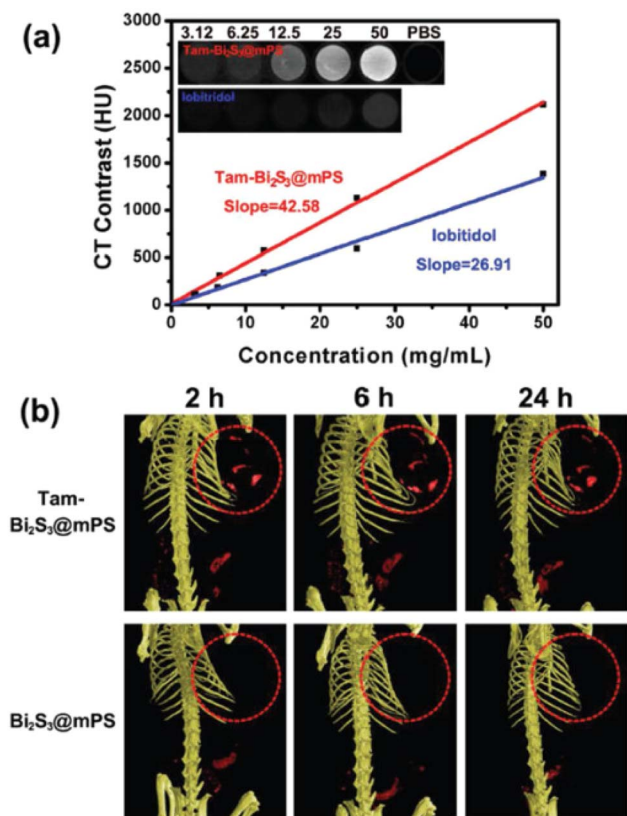 (a)
3.12 6.25 12.5 25 50 PBS
Tam-Bi₂S₃@mPS
Iobitridol
3000
2500
2000
1500
1000
500
0
CT Contrast (HU)
Tam-Bi₂S₃@mPS
Slope=42.58
Iobitidol
Slope=26.91
0 10 20 30 40 50
Concentration (mg/mL)
(b)
2 h 6 h 24 h
Tam-
Bi₂S₃@mPS
Bi₂S₃@mPS